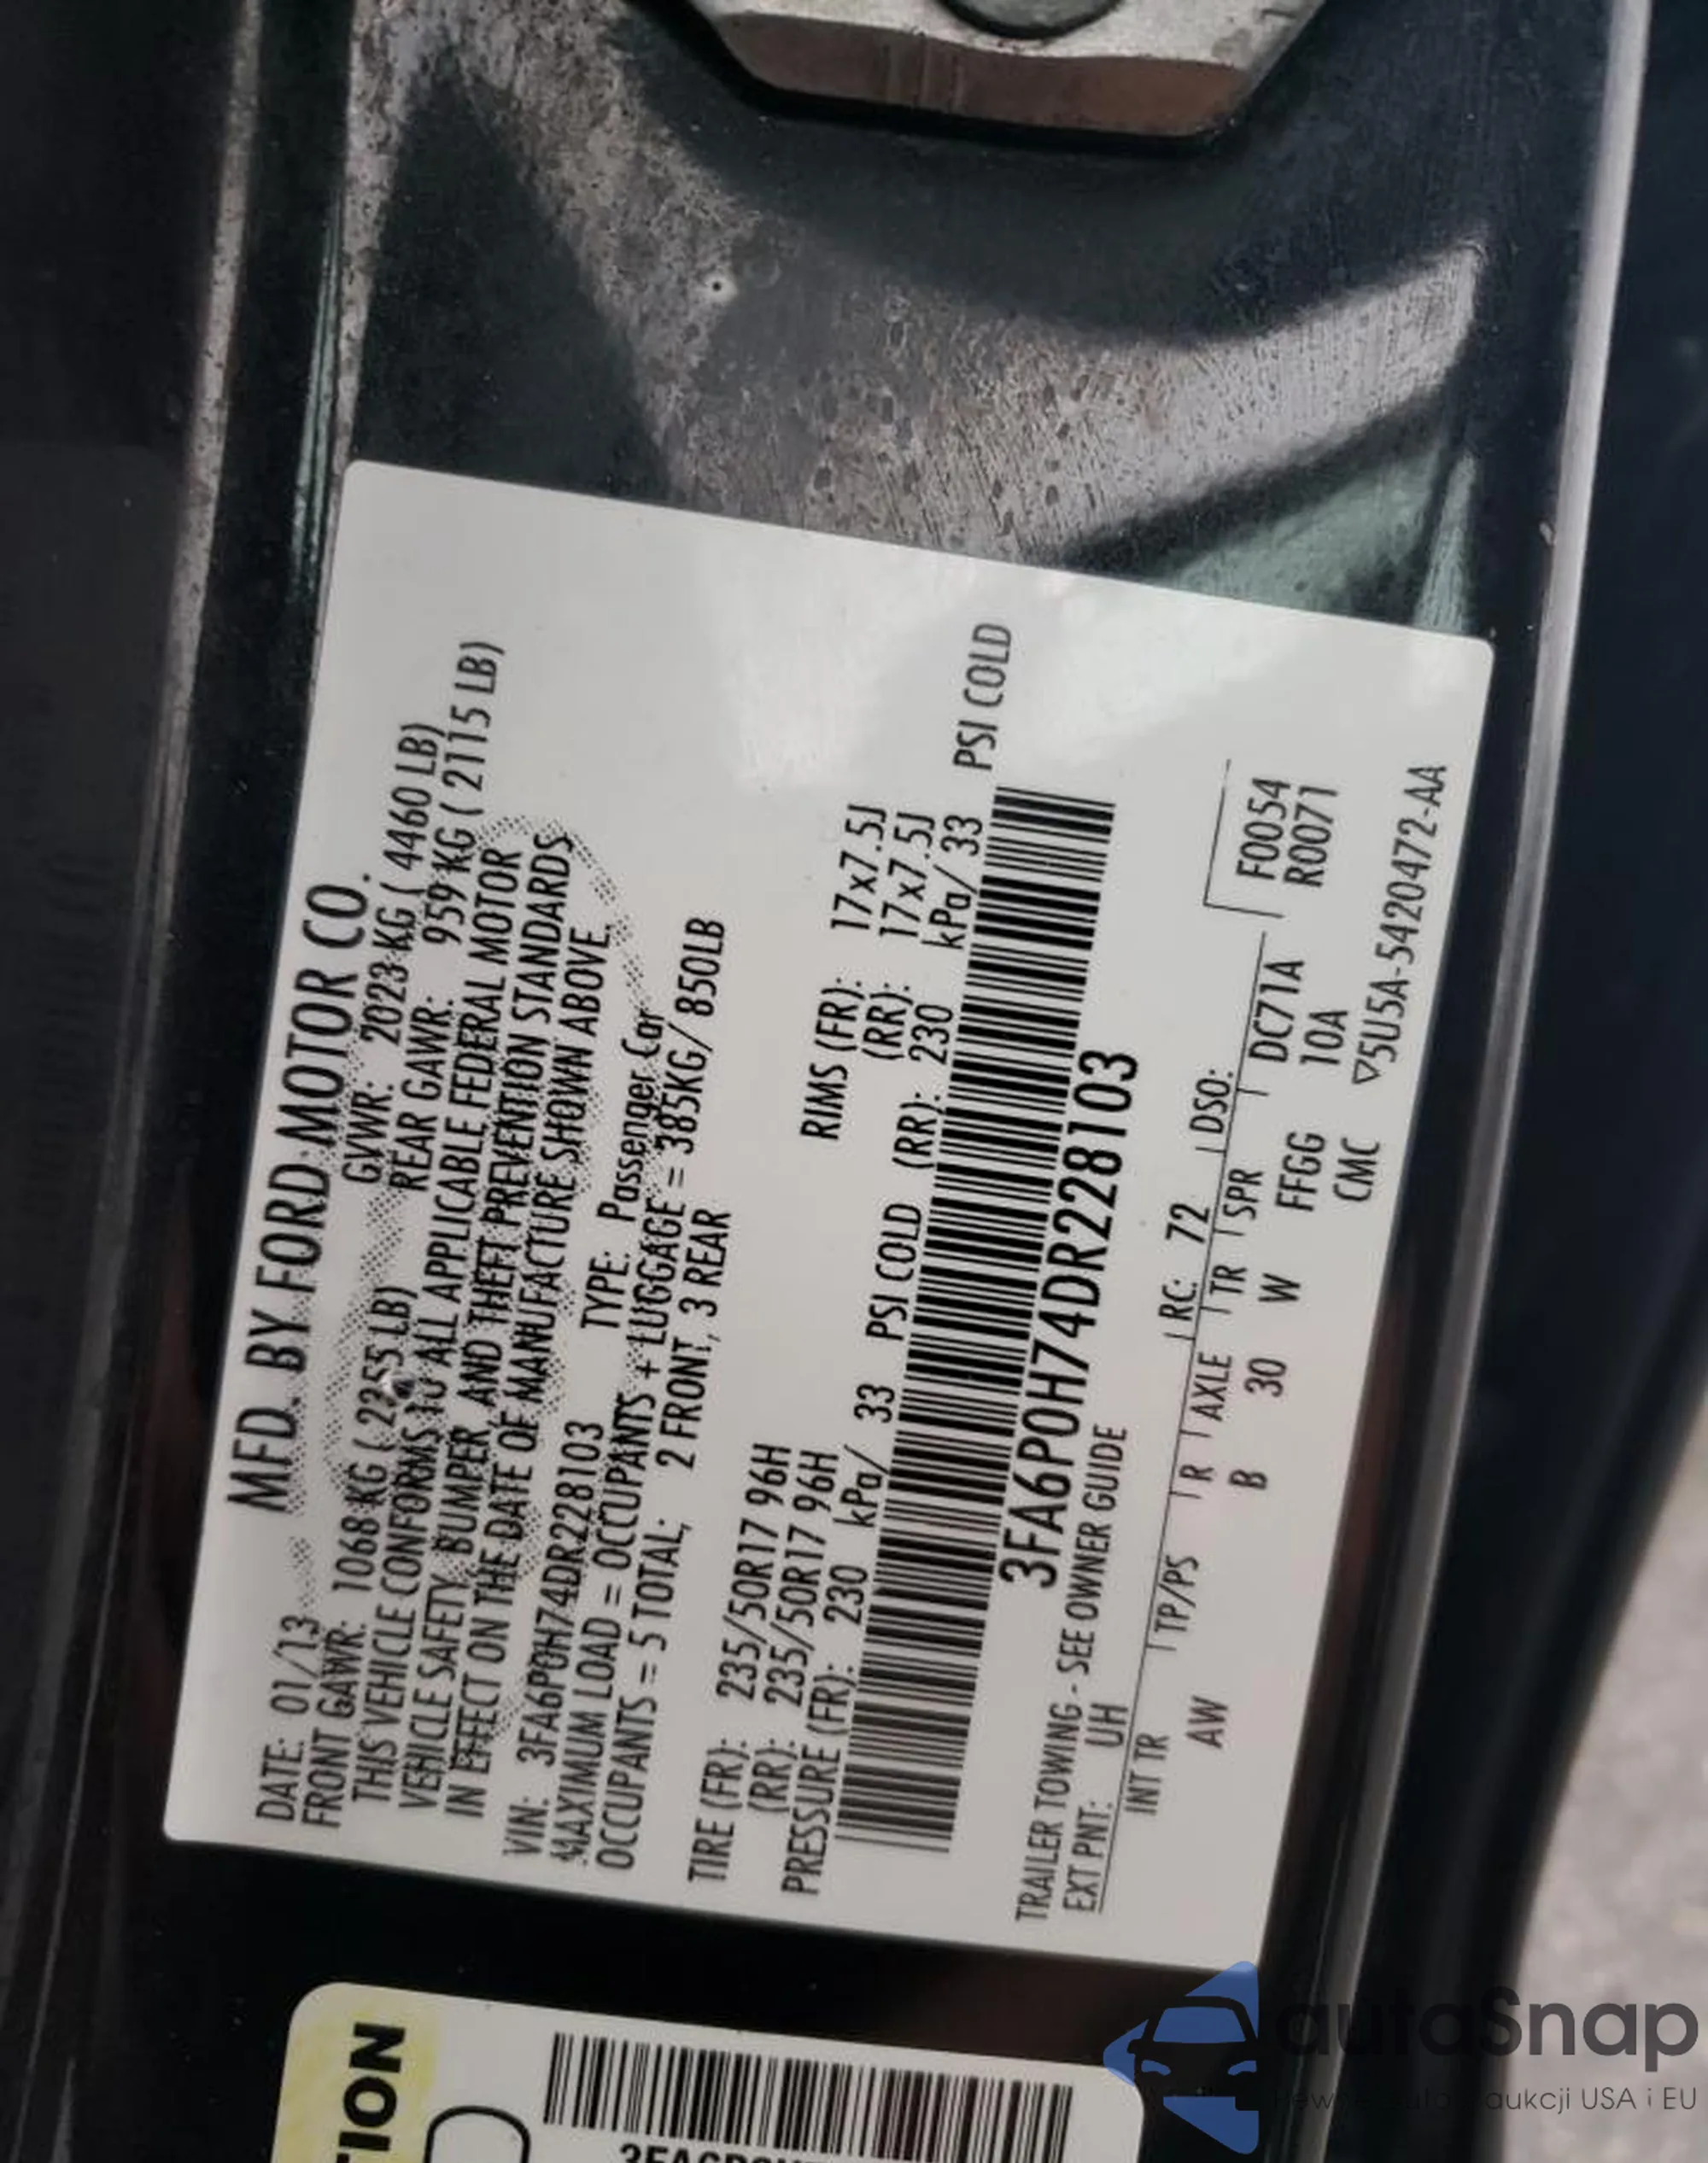 MFD. BY FORD MOTOR CO.
DATE: 01/13 GVWR: 2023 KG ( 4460 LB)
FRONT GAWR: 1068 KG ( 2355 LB) REAR GAWR: 959 KG ( 2115 LB)
THIS VEHICLE CONFORMS TO ALL APPLICABLE FEDERAL MOTOR
VEHICLE SAFETY, BUMPER, AND THEFT PREVENTION STANDARDS
IN EFFECT ON THE DATE OF MANUFACTURE SHOWN ABOVE.
VIN: 3FA6P0H74DR228103 TYPE: Passenger Car
MAXIMUM LOAD = OCCUPANTS + LUGGAGE = 385KG/ 850LB
OCCUPANTS = 5 TOTAL; 2 FRONT, 3 REAR
TIRE (FR): 235/50R17 96H RIMS (FR): 17x7.5J
(RR): 235/50R17 96H (RR): 17x7.5J
PRESSURE (FR): 230 kPa/ 33 PSI COLD (RR): 230 kPa/ 33 PSI COLD
3FA6P0H74DR228103
TRAILER TOWING - SEE OWNER GUIDE
EXT PNT: UH RC: 72 DSO:
INT TR TP/PS R AXLE TR SPR DC71A F0054
AW B 30 W FFGG 10A R0071
CMC ▽5U5A-5420472-AA
autaSnap
aukcji USA i EU